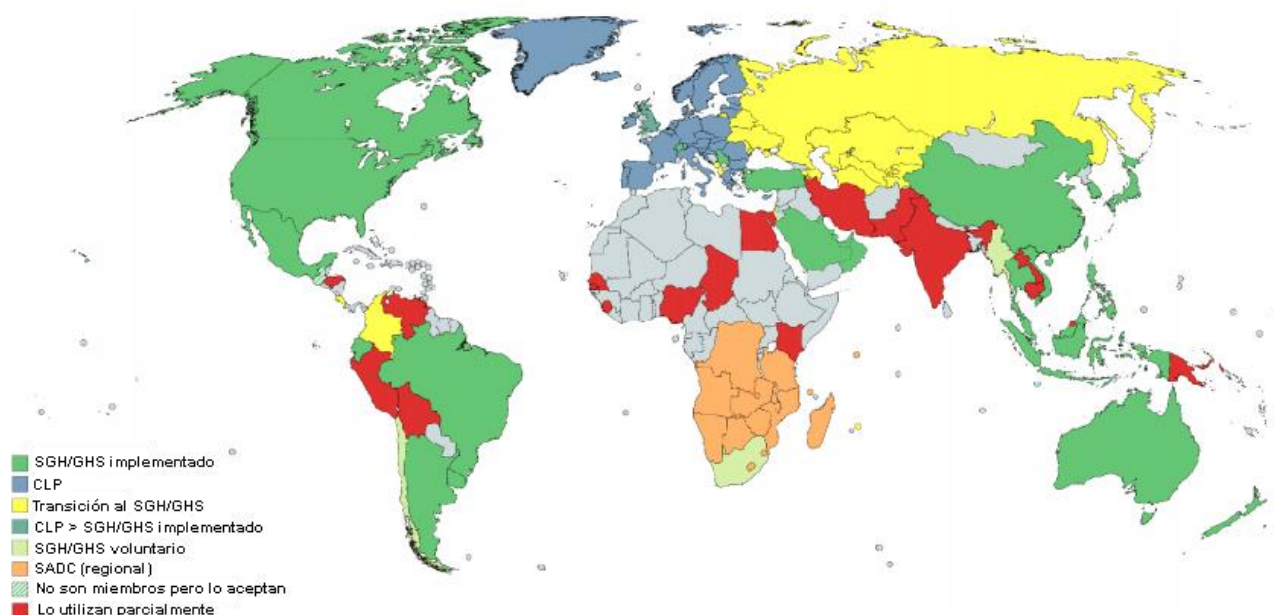 SGH/GHS implementado
CLP
Transición al SGH/GHS
CLP > SGH/GHS implementado
SGH/GHS voluntario
SADC (regional)
No son miembros pero lo aceptan
Lo utilizan parcialmente